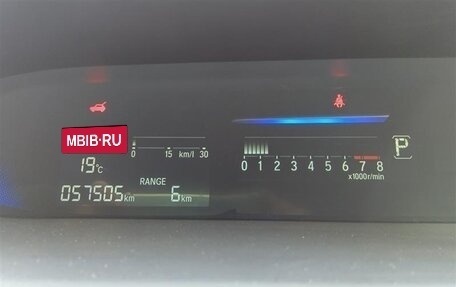 MBIB·RU
0 15 km/l 30
19°C
0 1 2 3 4 5 6 7 8
x1000r/min
P
RANGE
057505km 6km